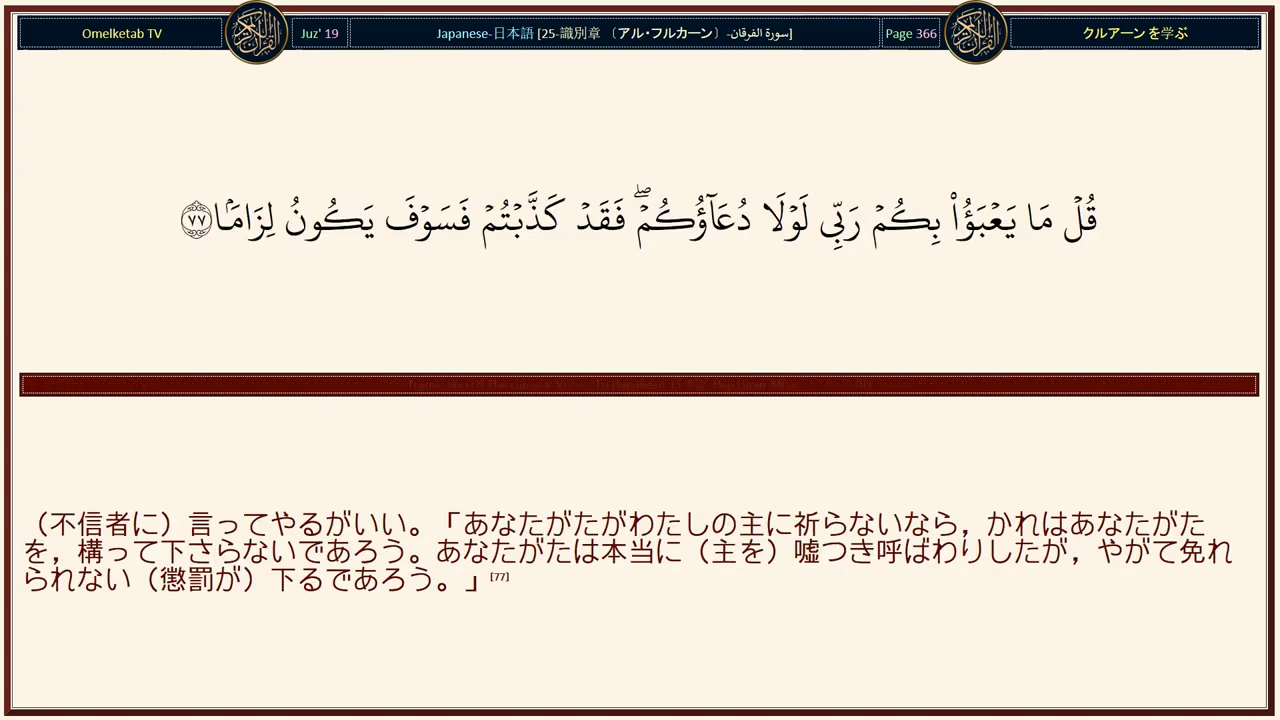 Omelketab TV
Juz' 19
Japanese-日本語 [25-識別章 〔アル・フルカーン〕-سورة الفرقان]
Page 366
クルアーン を学ぶ
قُلۡ مَا يَعۡبَؤُاْ بِكُمۡ رَبِّي لَوۡلَا دُعَآؤُكُمۡۖ فَقَدۡ كَذَّبۡتُمۡ فَسَوۡفَ يَكُونُ لِزَامَۢا ٧٧
（不信者に）言ってやるがいい。「あなたがたがわたしの主に祈らないなら，かれはあなたがた
を，構って下さらないであろう。あなたがたは本当に（主を）嘘つき呼ばわりしたが，やがて免れ
られない（懲罰が）下るであろう。」[77]